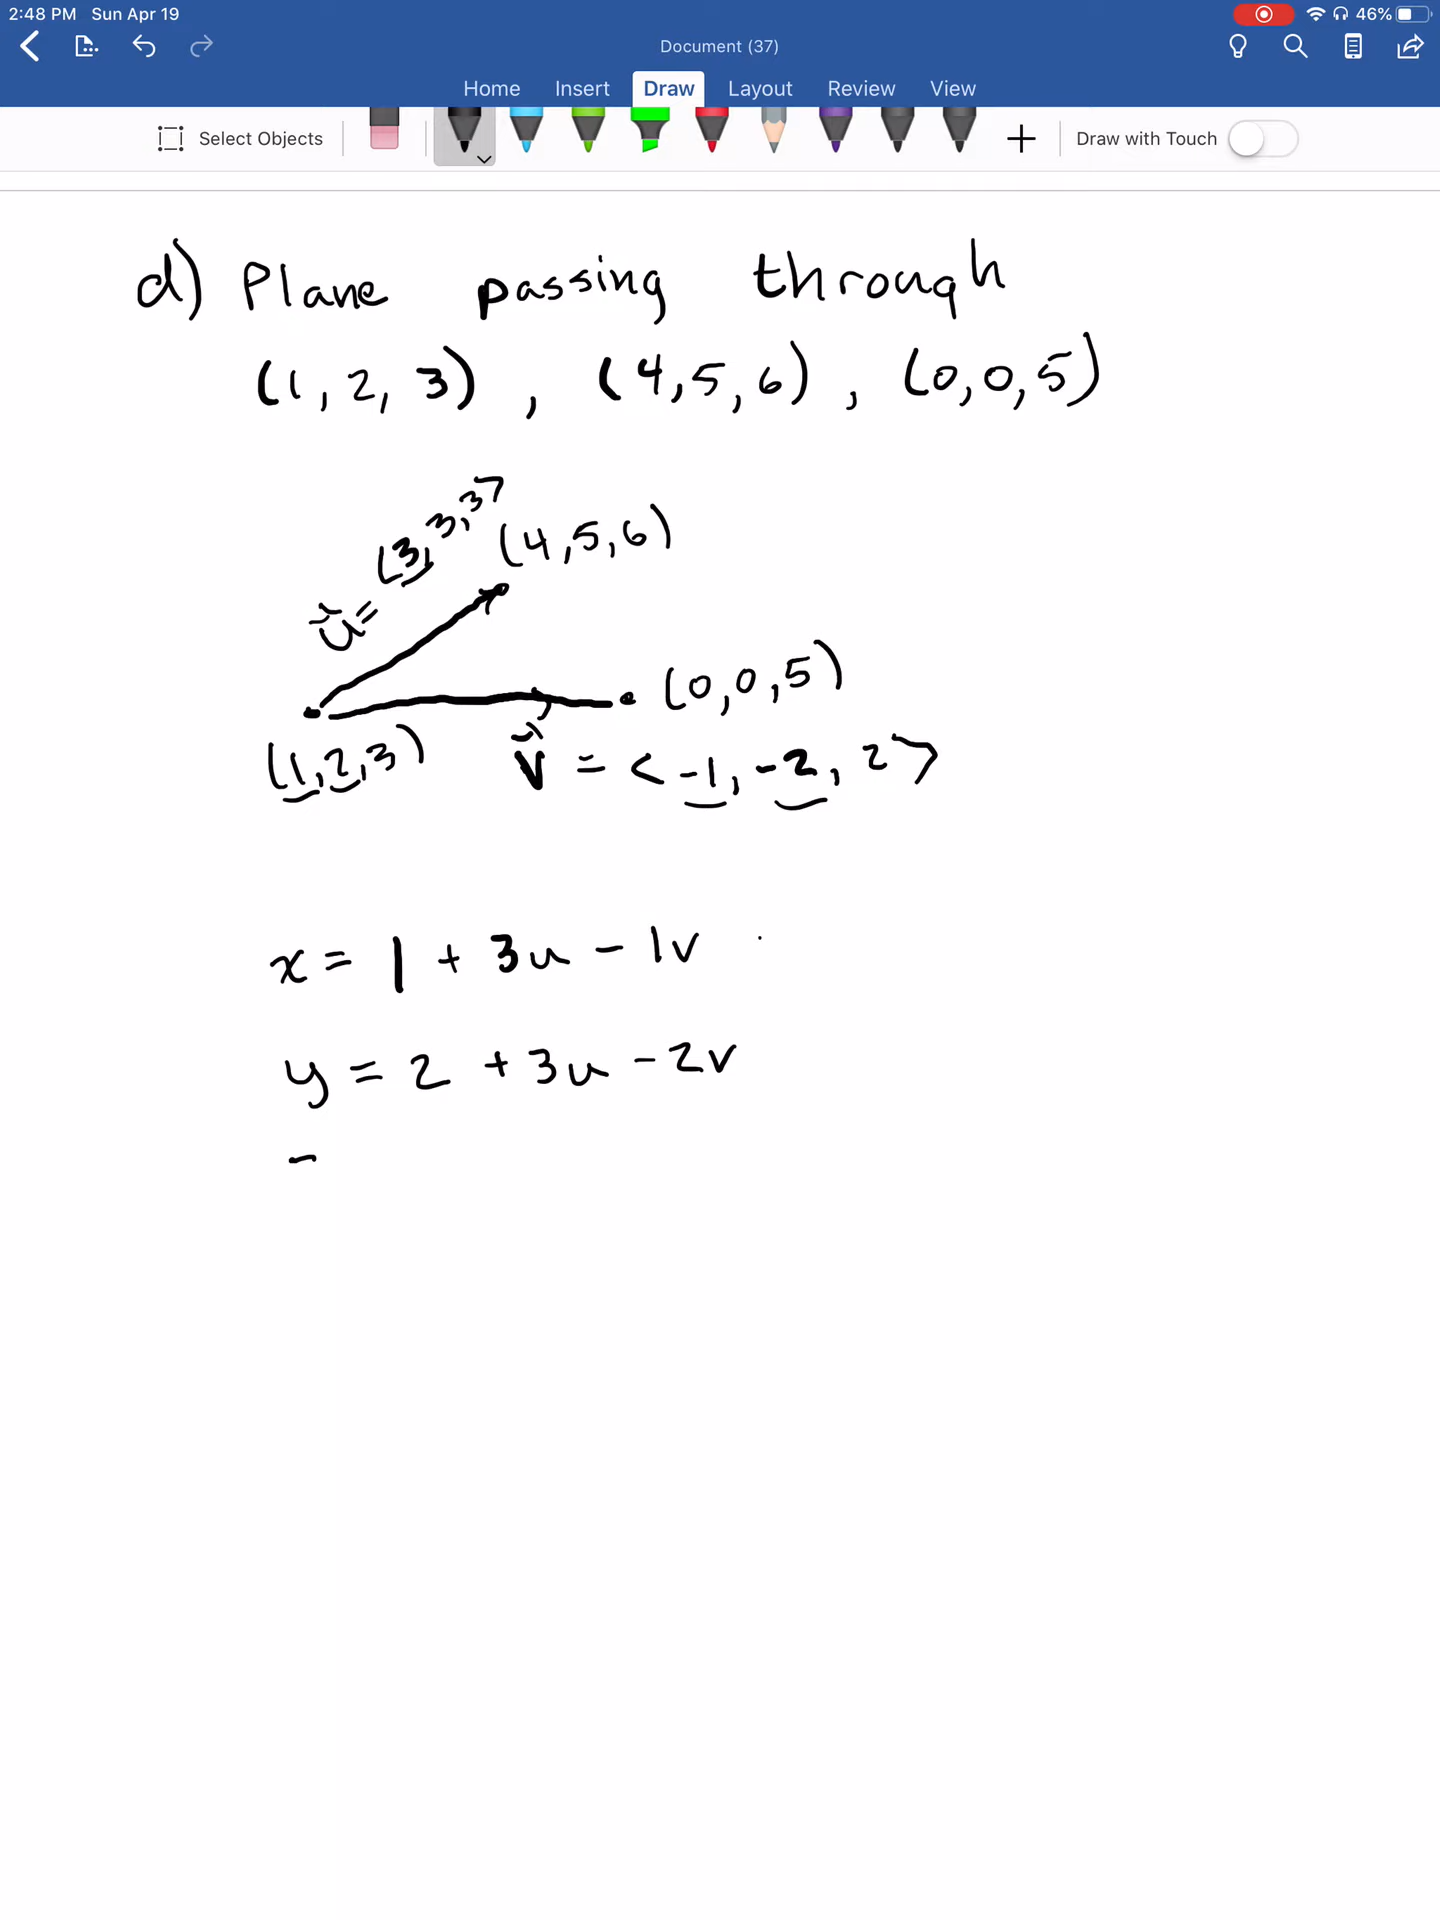 2:48 PM Sun Apr 19 46%
Document (37)
Home Insert Draw Layout Review View
Select Objects Draw with Touch
d) Plane passing through
(1, 2, 3) , (4,5,6) , (0,0,5)
ū = ⟨3,3,3⟩ (4,5,6)
(0,0,5)
(1,2,3) v⃗ = < -1, -2, 2>
x = 1 + 3u - 1v
y = 2 + 3u - 2v
-